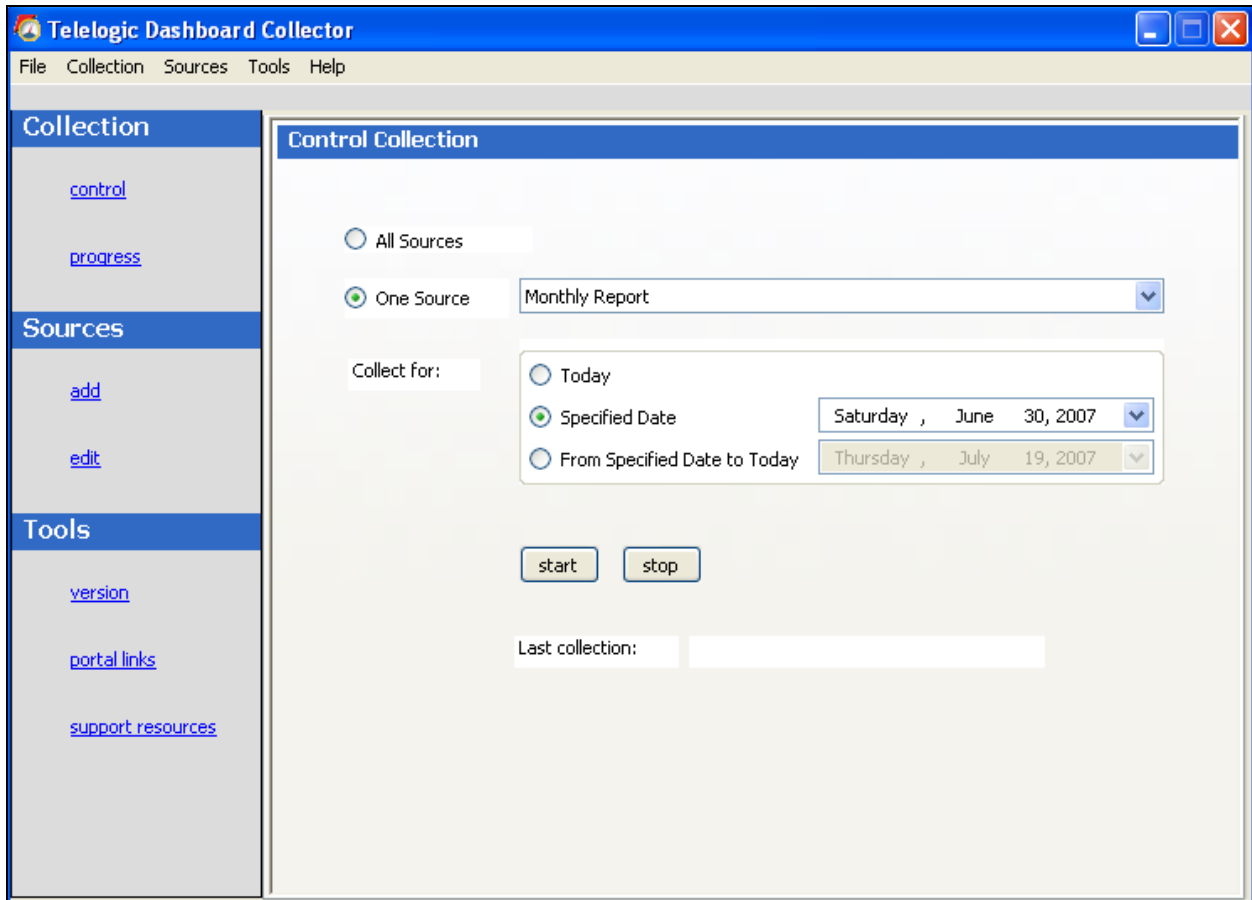 Telelogic Dashboard Collector
File Collection Sources Tools Help
Collection
control
progress
Sources
add
edit
Tools
version
portal links
support resources
Control Collection
All Sources
One Source Monthly Report
Collect for:
Today
Specified Date Saturday , June 30, 2007
From Specified Date to Today Thursday , July 19, 2007
start stop
Last collection: